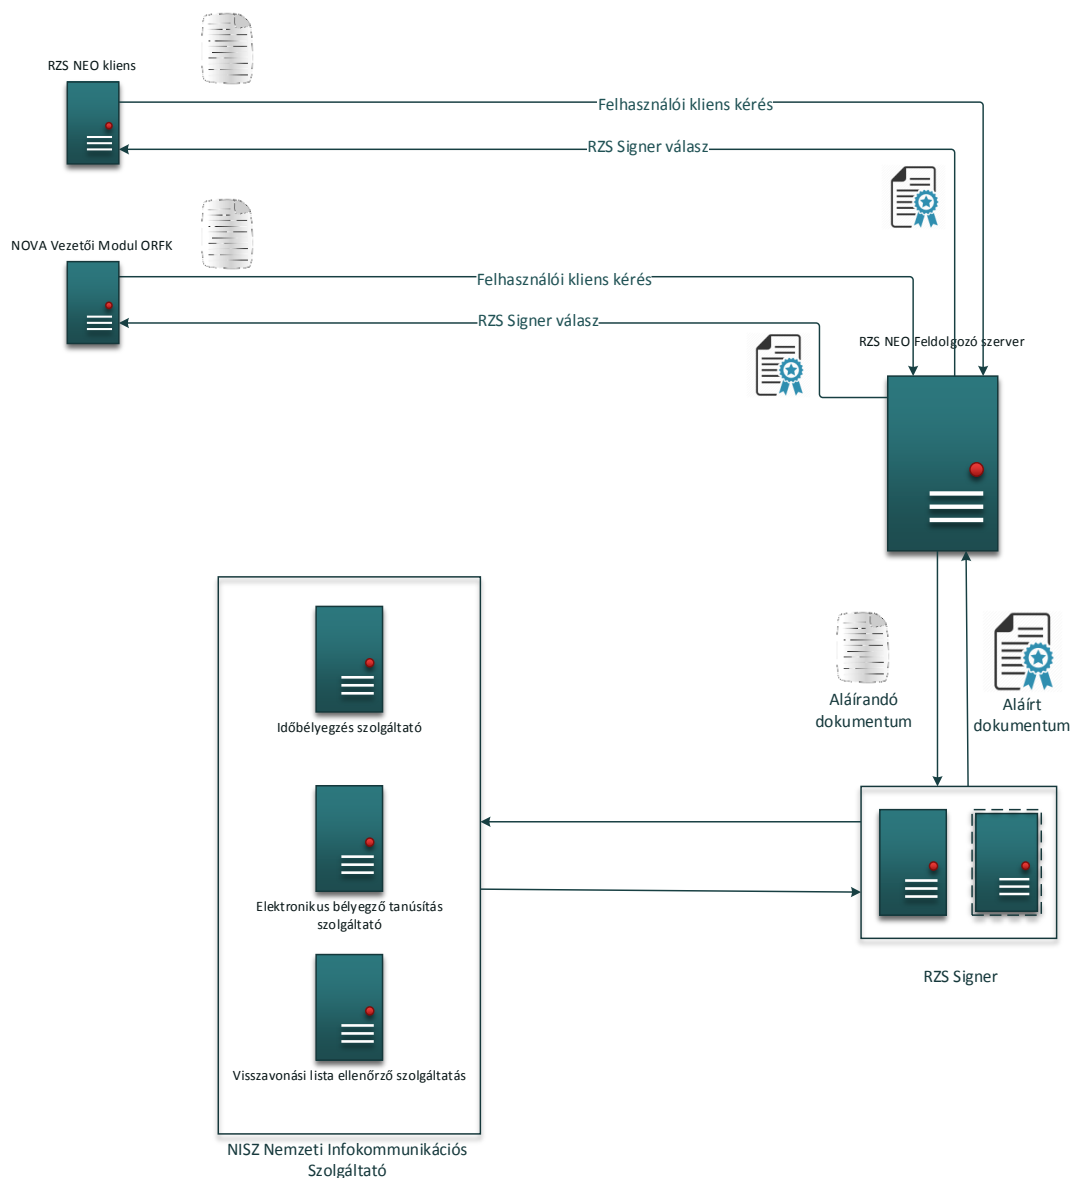 RZS NEO kliens
Felhasználói kliens kérés
RZS Signer válasz
NOVA Vezetői Modul ORFK
Felhasználói kliens kérés
RZS Signer válasz
RZS NEO Feldolgozó szerver
Aláírandó
dokumentum
Aláírt
dokumentum
Időbélyegzés szolgáltató
Elektronikus bélyegző tanúsítás
szolgáltató
RZS Signer
Visszavonási lista ellenőrző szolgáltatás
NISZ Nemzeti Infokommunikációs
Szolgáltató